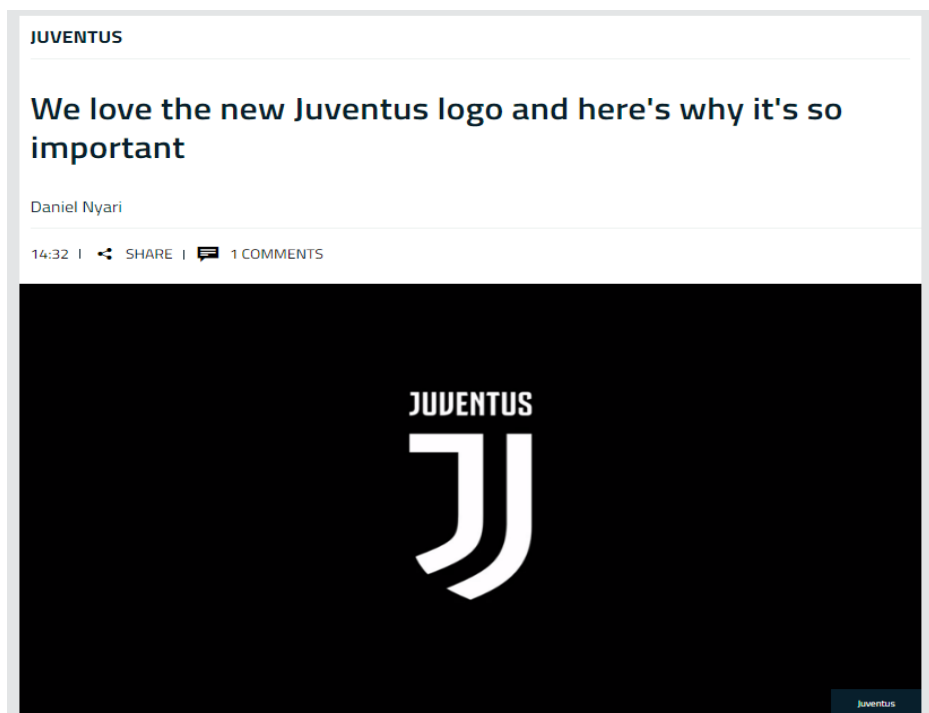 JUVENTUS
We love the new Juventus logo and here's why it's so
important
Daniel Nyari
14:32 | SHARE | 1 COMMENTS
JUVENTUS
Juventus